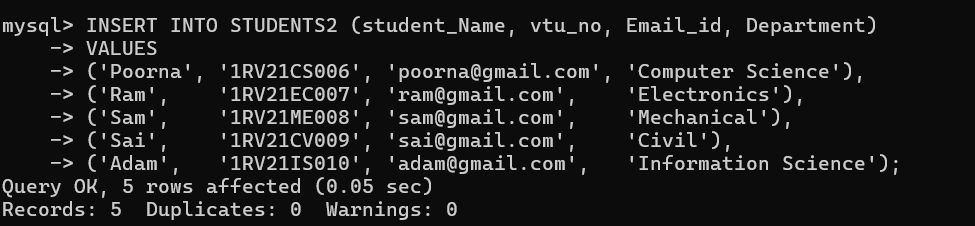 mysql> INSERT INTO STUDENTS2 (student_Name, vtu_no, Email_id, Department)
    -> VALUES
    -> ('Poorna', '1RV21CS006', 'poorna@gmail.com', 'Computer Science'),
    -> ('Ram',    '1RV21EC007', 'ram@gmail.com',    'Electronics'),
    -> ('Sam',    '1RV21ME008', 'sam@gmail.com',    'Mechanical'),
    -> ('Sai',    '1RV21CV009', 'sai@gmail.com',    'Civil'),
    -> ('Adam',   '1RV21IS010', 'adam@gmail.com',   'Information Science');
Query OK, 5 rows affected (0.05 sec)
Records: 5  Duplicates: 0  Warnings: 0